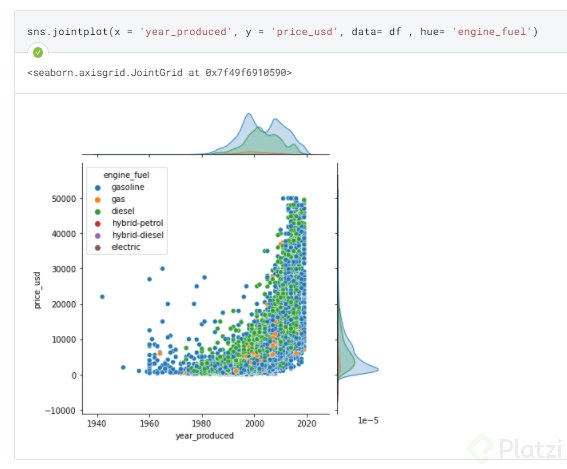 sns.jointplot(x = 'year_produced', y = 'price_usd', data= df , hue= 'engine_fuel')
<seaborn.axisgrid.JointGrid at 0x7f49f6910590>
engine_fuel
gasoline
gas
diesel
hybrid-petrol
hybrid-diesel
electric
50000
40000
30000
20000
10000
0
−10000
price_usd
1940
1960
1980
2000
2020
year_produced
1e−5
Platzi